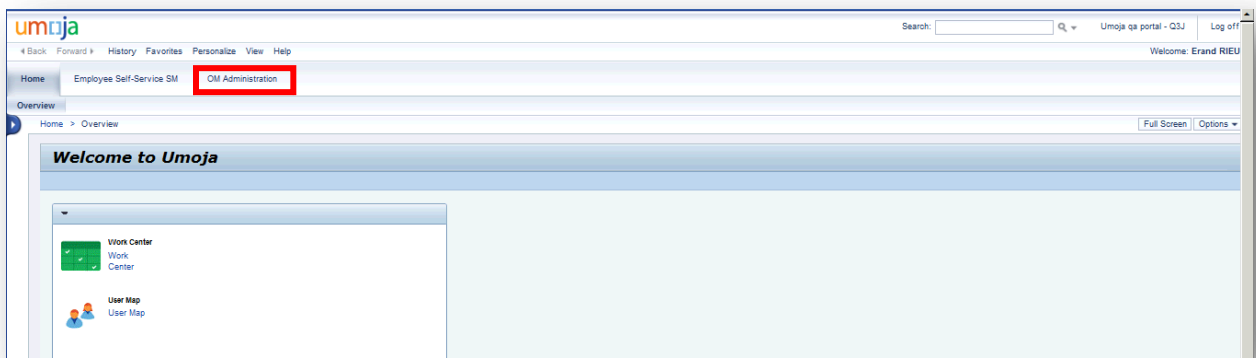 umoja
Search: Umoja qa portal - Q3J Log off
Back Forward History Favorites Personalize View Help Welcome: Erand RIEU
Home Employee Self-Service SM OM Administration
Overview
Home > Overview Full Screen Options
Welcome to Umoja
Work Center
Work
Center
User Map
User Map